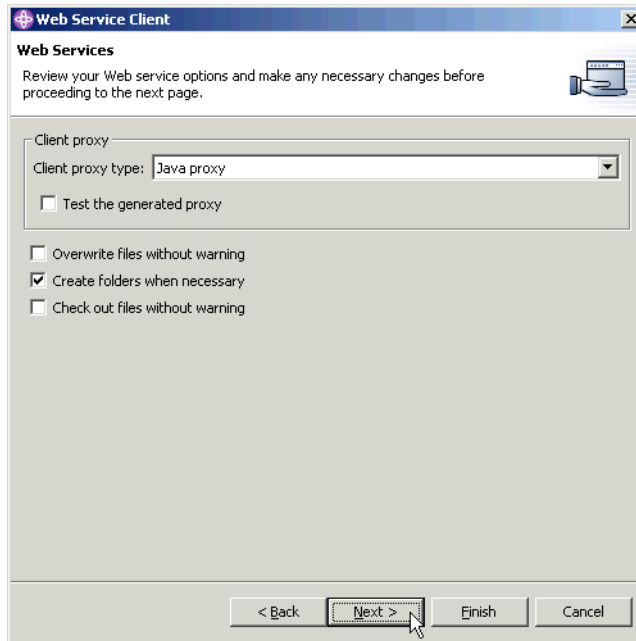 Web Service Client
Web Services
Review your Web service options and make any necessary changes before
proceeding to the next page.
Client proxy
Client proxy type: Java proxy
Test the generated proxy
Overwrite files without warning
Create folders when necessary
Check out files without warning
< Back Next > Finish Cancel